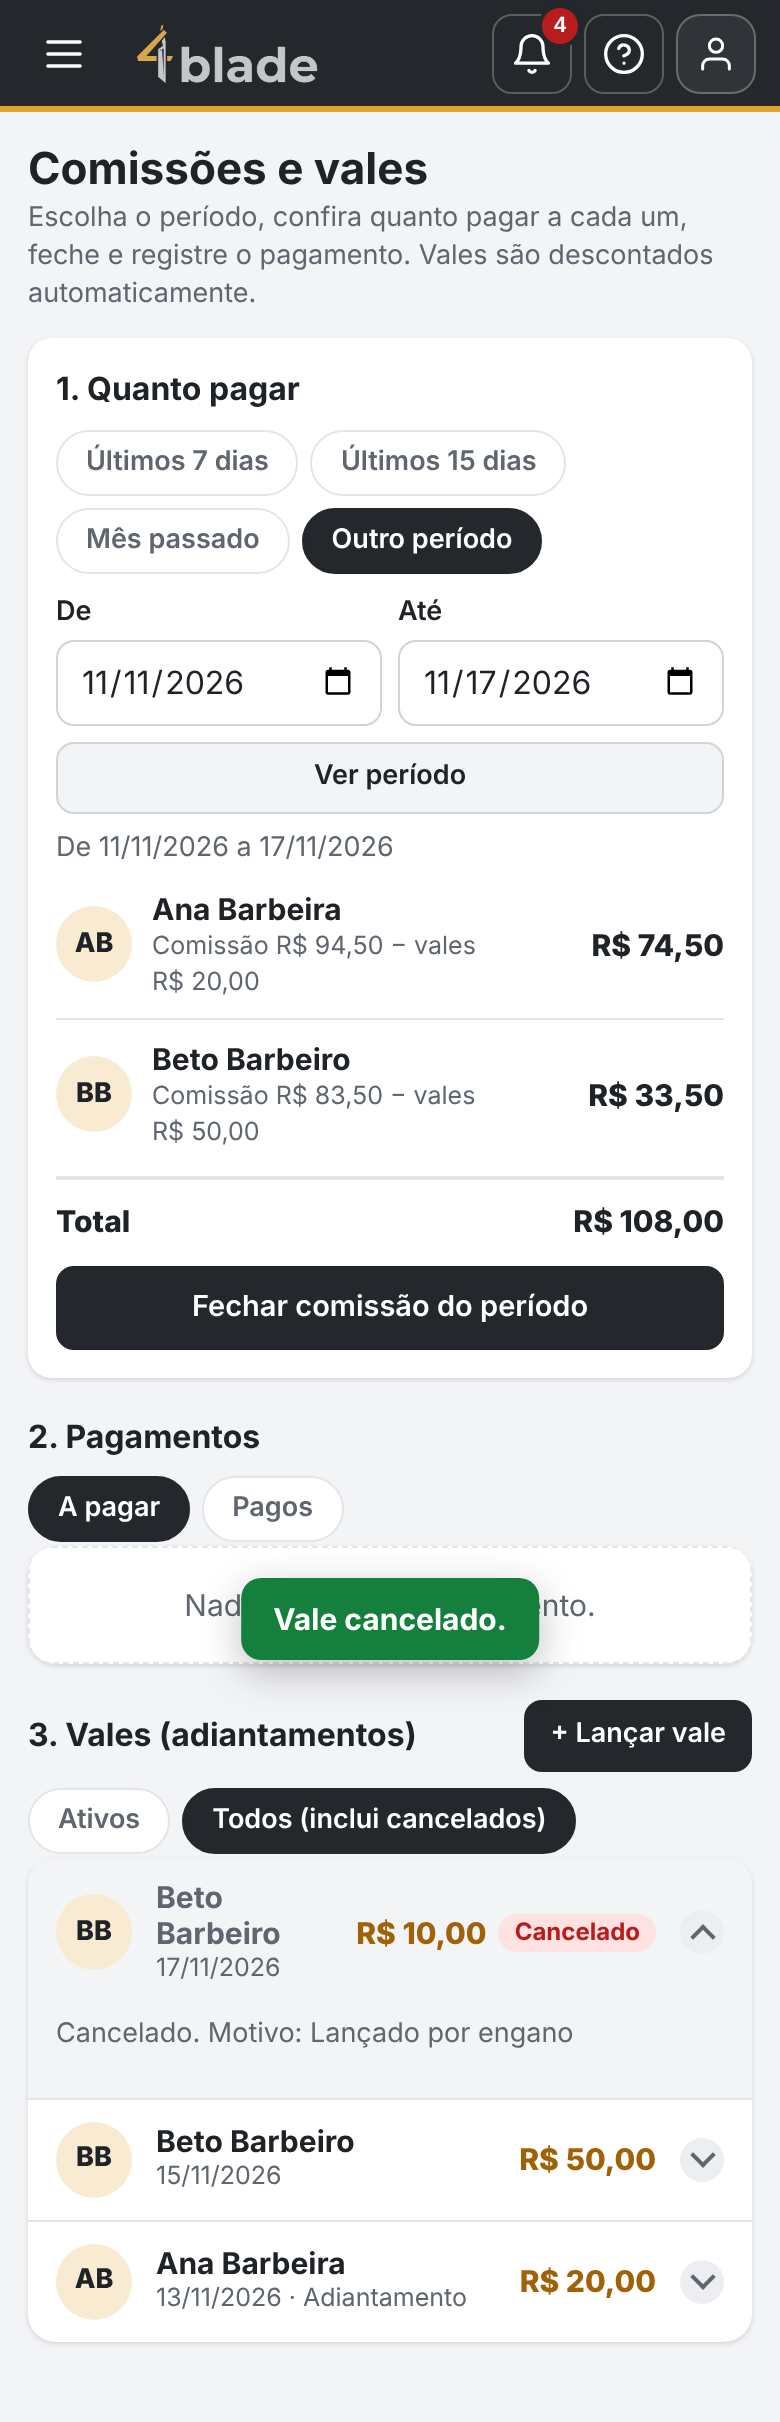 4blade
4
Comissões e vales
Escolha o período, confira quanto pagar a cada um,
feche e registre o pagamento. Vales são descontados
automaticamente.
1. Quanto pagar
Últimos 7 dias
Últimos 15 dias
Mês passado
Outro período
De
Até
11/11/2026
11/17/2026
Ver período
De 11/11/2026 a 17/11/2026
AB
Ana Barbeira
Comissão R$ 94,50 − vales
R$ 20,00
R$ 74,50
BB
Beto Barbeiro
Comissão R$ 83,50 − vales
R$ 50,00
R$ 33,50
Total
R$ 108,00
Fechar comissão do período
2. Pagamentos
A pagar
Pagos
Vale cancelado.
3. Vales (adiantamentos)
+ Lançar vale
Ativos
Todos (inclui cancelados)
BB
Beto
Barbeiro
17/11/2026
R$ 10,00
Cancelado
Cancelado. Motivo: Lançado por engano
BB
Beto Barbeiro
15/11/2026
R$ 50,00
AB
Ana Barbeira
13/11/2026 · Adiantamento
R$ 20,00